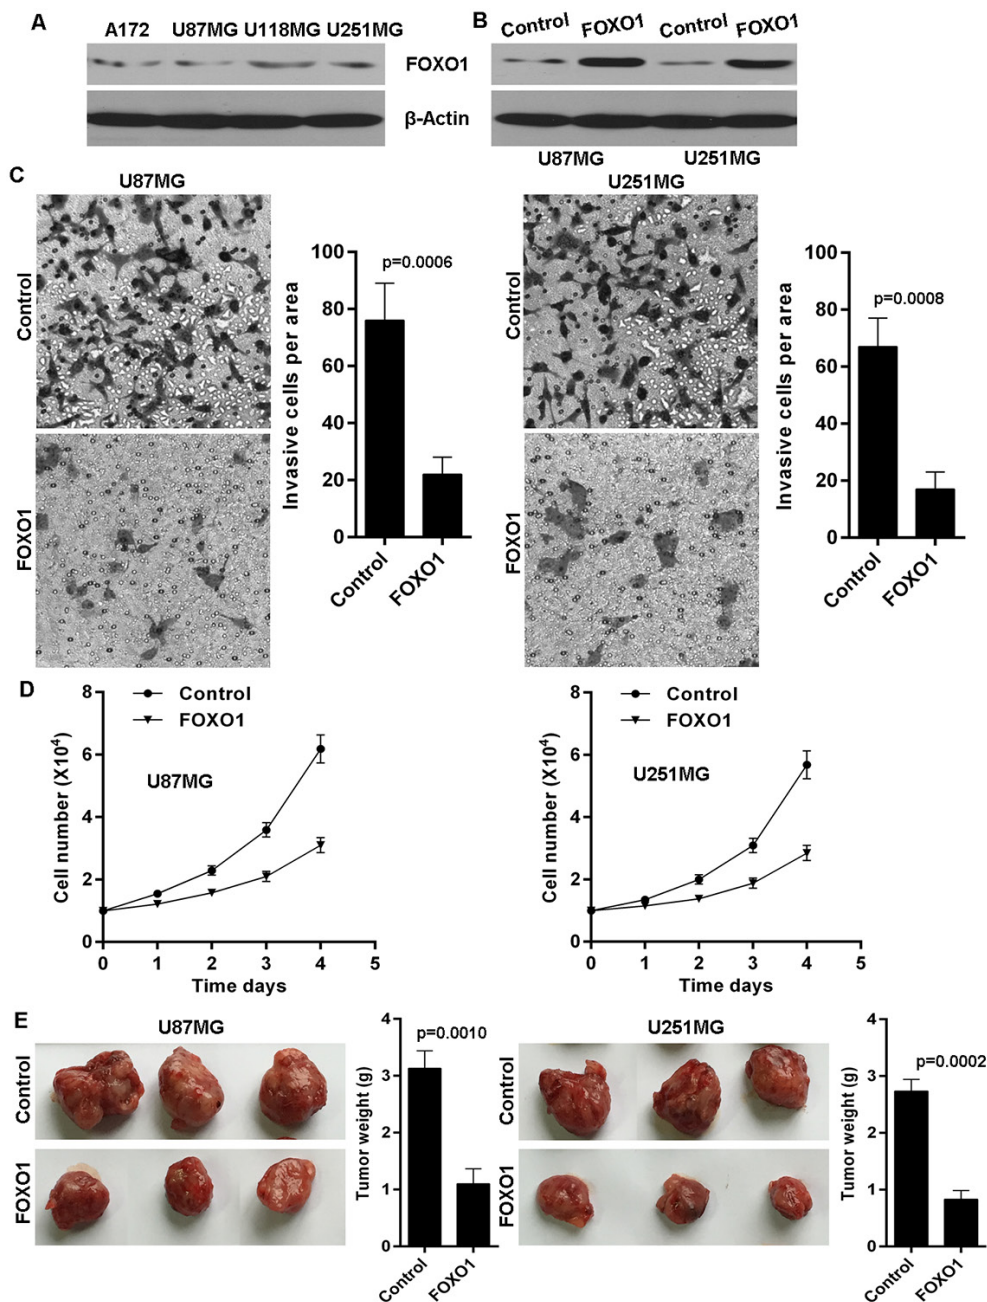 A
A172 U87MG U118MG U251MG
FOXO1
β-Actin
B
Control FOXO1 Control FOXO1
U87MG U251MG
C
U87MG
Control
FOXO1
Invasive cells per area
100
80
60
40
20
0
p=0.0006
Control FOXO1
U251MG
Control
FOXO1
Invasive cells per area
100
80
60
40
20
0
p=0.0008
Control FOXO1
D
Control
FOXO1
U87MG
Cell number (X10⁴)
8
6
4
2
0
0 1 2 3 4 5
Time days
Control
FOXO1
U251MG
Cell number (X10⁴)
8
6
4
2
0
0 1 2 3 4 5
Time days
E
U87MG
Control
FOXO1
Tumor weight (g)
4
3
2
1
0
p=0.0010
Control FOXO1
U251MG
Control
FOXO1
Tumor weight (g)
4
3
2
1
0
p=0.0002
Control FOXO1